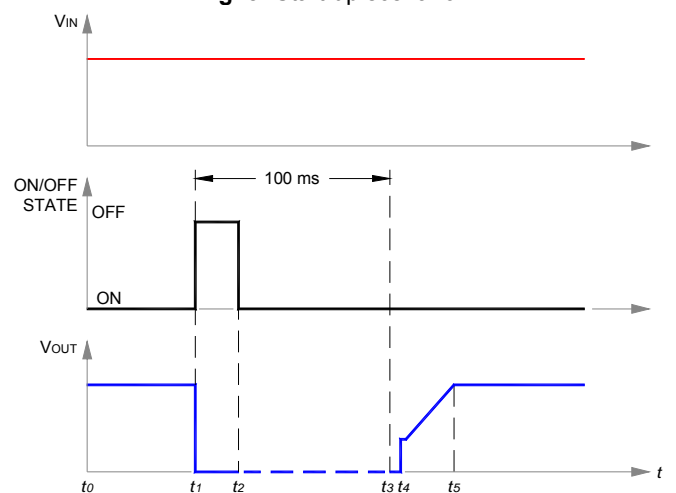 VIN
100 ms
ON/OFF
STATE
OFF
ON
VOUT
t
t0 t1 t2 t3 t4 t5